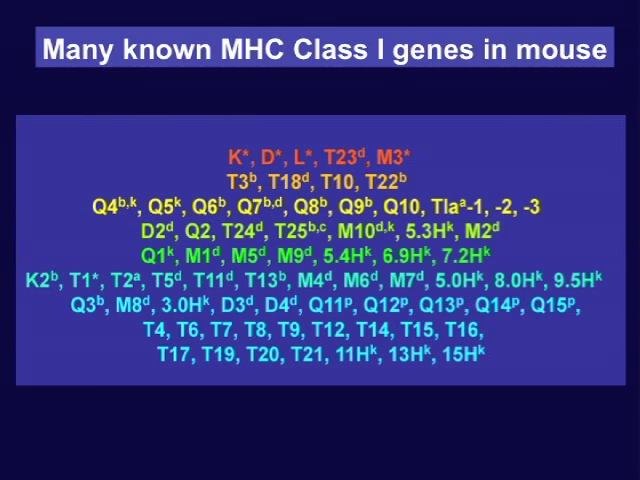 Many known MHC Class I genes in mouse
K*, D*, L*, T23ᵈ, M3*
T3ᵇ, T18ᵈ, T10, T22ᵇ
Q4ᵇ,ᵏ, Q5ᵏ, Q6ᵇ, Q7ᵇ,ᵈ, Q8ᵇ, Q9ᵇ, Q10, Tlaᵃ-1, -2, -3
D2ᵈ, Q2, T24ᵈ, T25ᵇ,ᶜ, M10ᵈ,ᵏ, 5.3Hᵏ, M2ᵈ
Q1ᵏ, M1ᵈ, M5ᵈ, M9ᵈ, 5.4Hᵏ, 6.9Hᵏ, 7.2Hᵏ
K2ᵇ, T1*, T2ᵃ, T5ᵈ, T11ᵈ, T13ᵇ, M4ᵈ, M6ᵈ, M7ᵈ, 5.0Hᵏ, 8.0Hᵏ, 9.5Hᵏ
Q3ᵇ, M8ᵈ, 3.0Hᵏ, D3ᵈ, D4ᵈ, Q11ᵖ, Q12ᵖ, Q13ᵖ, Q14ᵖ, Q15ᵖ,
T4, T6, T7, T8, T9, T12, T14, T15, T16,
T17, T19, T20, T21, 11Hᵏ, 13Hᵏ, 15Hᵏ